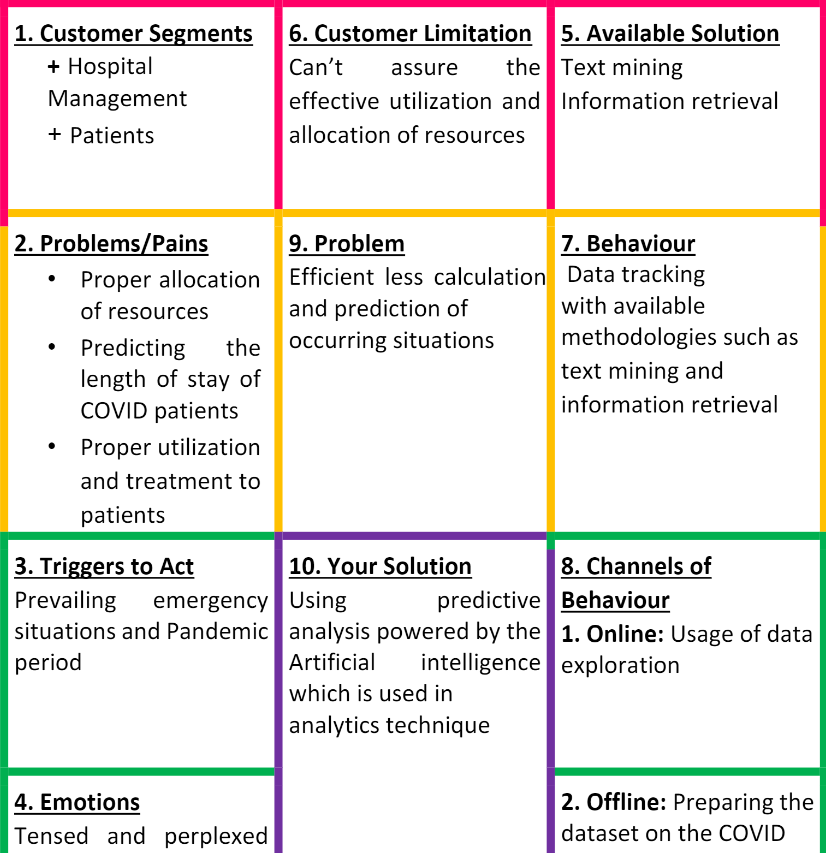 1. Customer Segments
+ Hospital
Management
+ Patients
6. Customer Limitation
Can’t assure the
effective utilization and
allocation of resources
5. Available Solution
Text mining
Information retrieval
2. Problems/Pains
• Proper allocation
of resources
• Predicting the
length of stay of
COVID patients
• Proper utilization
and treatment to
patients
9. Problem
Efficient less calculation
and prediction of
occurring situations
7. Behaviour
Data tracking
with available
methodologies such as
text mining and
information retrieval
3. Triggers to Act
Prevailing emergency
situations and Pandemic
period
10. Your Solution
Using predictive
analysis powered by the
Artificial intelligence
which is used in
analytics technique
8. Channels of
Behaviour
1. Online: Usage of data
exploration
4. Emotions
Tensed and perplexed
2. Offline: Preparing the
dataset on the COVID